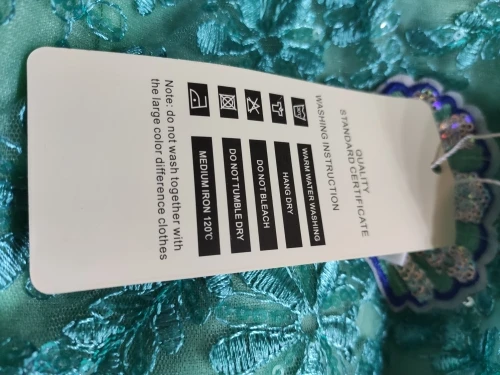 QUALITY
STANDARD CERTIFICATE
WASHING INSTRUCTION
WARM WATER WASHING
HANG DRY
DO NOT BLEACH
DO NOT TUMBLE DRY
MEDIUM IRON 120℃
Note: do not wash together with
the large color difference clothes